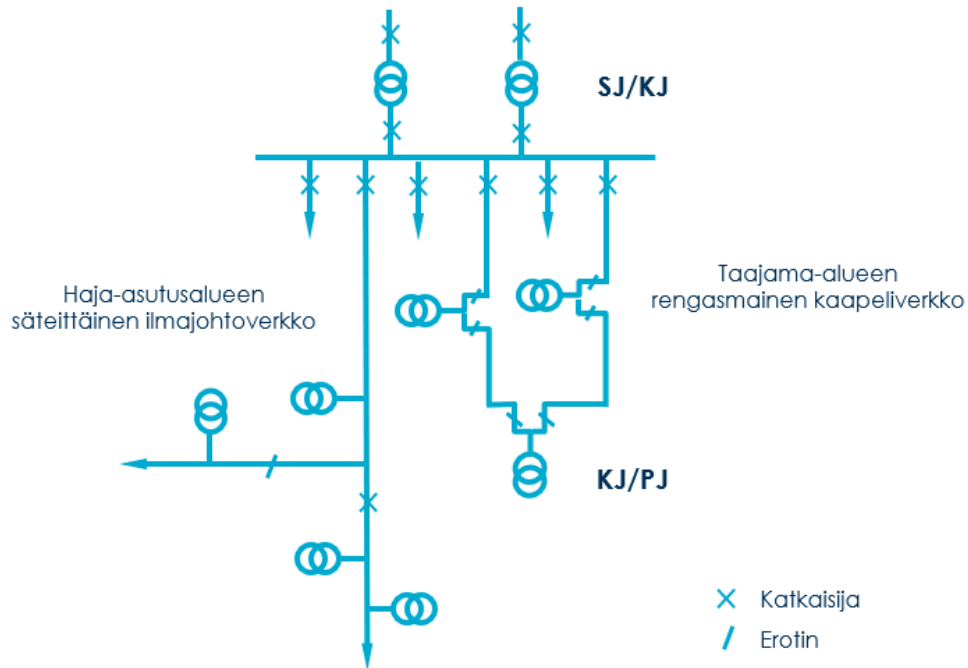 SJ/KJ
Haja-asutusalueen
säteittäinen ilmajohtoverkko
Taajama-alueen
rengasmainen kaapeliverkko
KJ/PJ
Katkaisija
Erotin